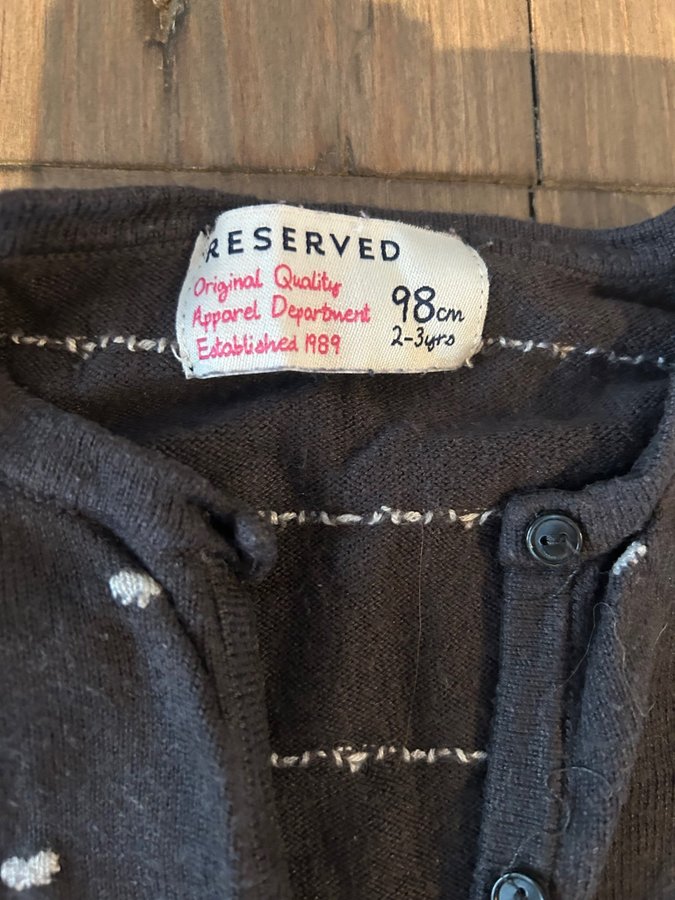 RESERVED
Original Quality
Apparel Department
Established 1989
98cm
2-3yrs